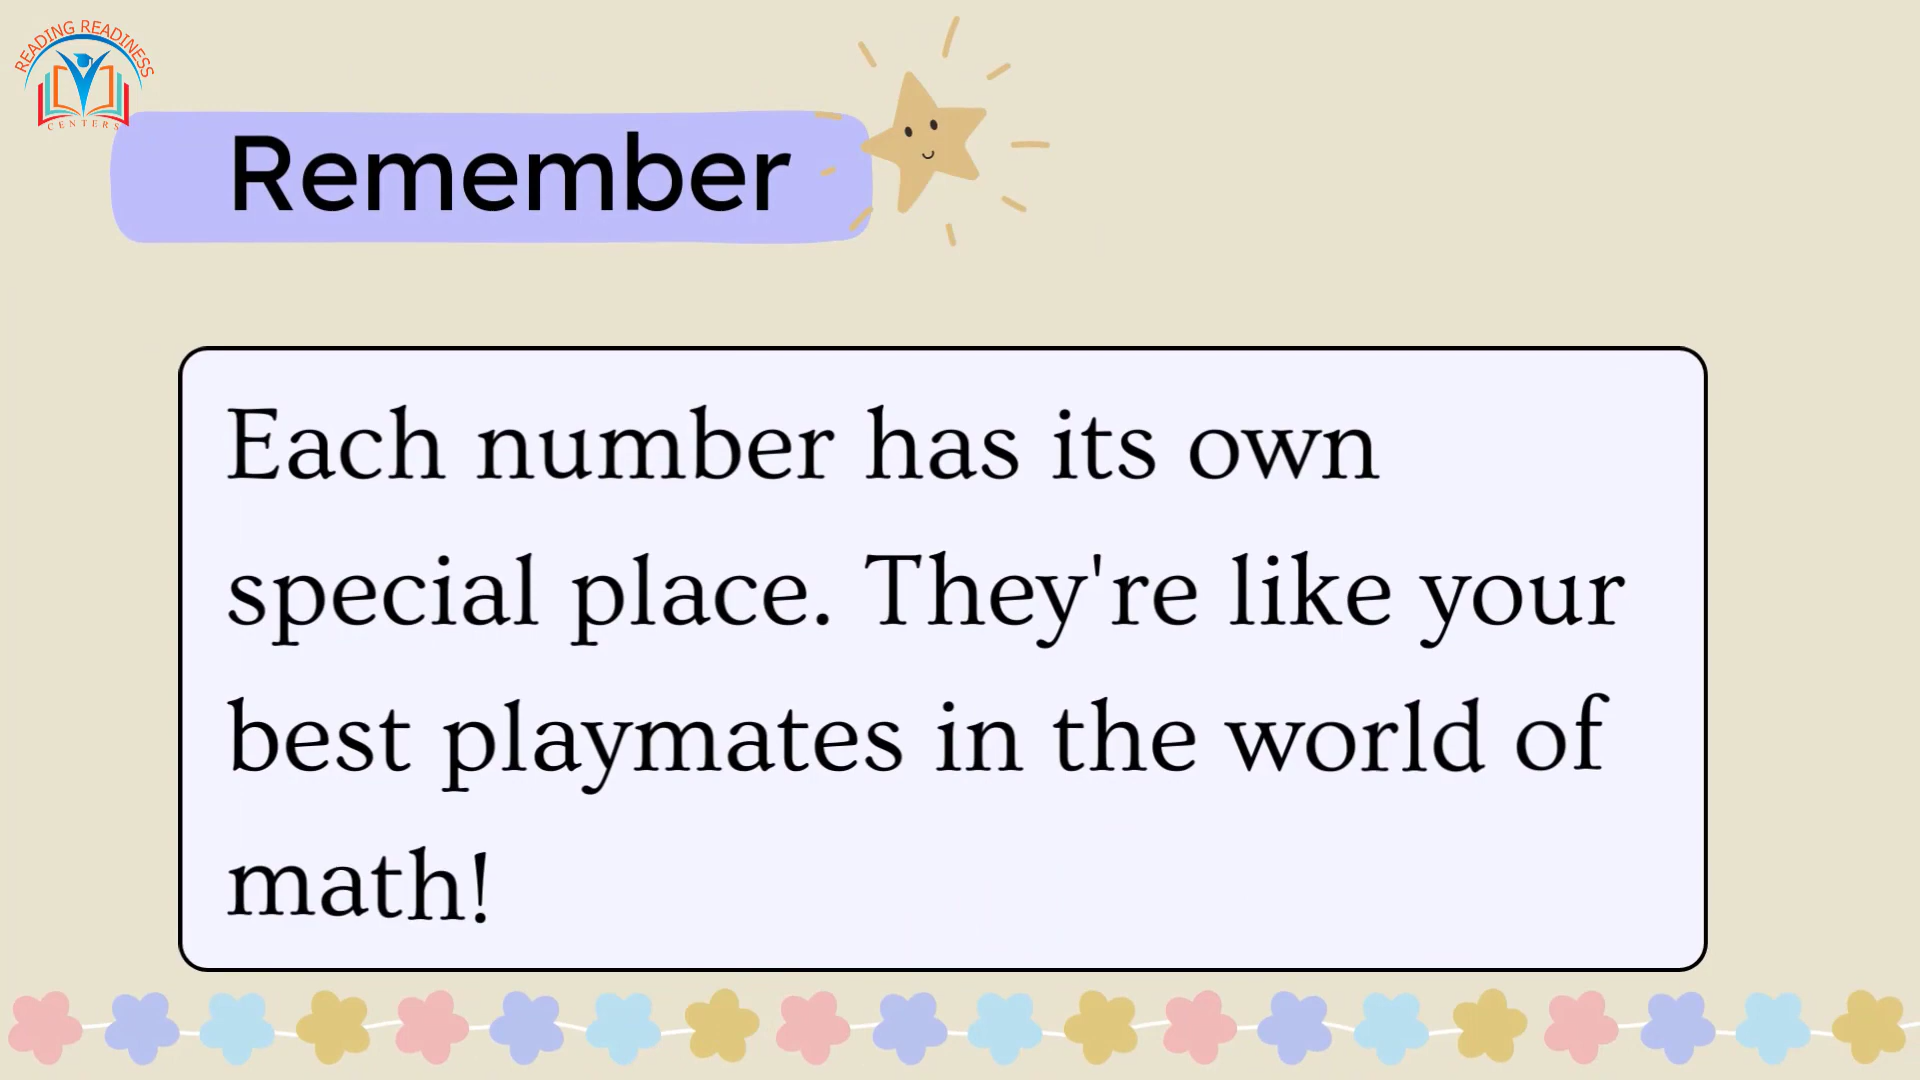 READING READINESS
CENTERS
Remember
Each number has its own
special place. They're like your
best playmates in the world of
math!